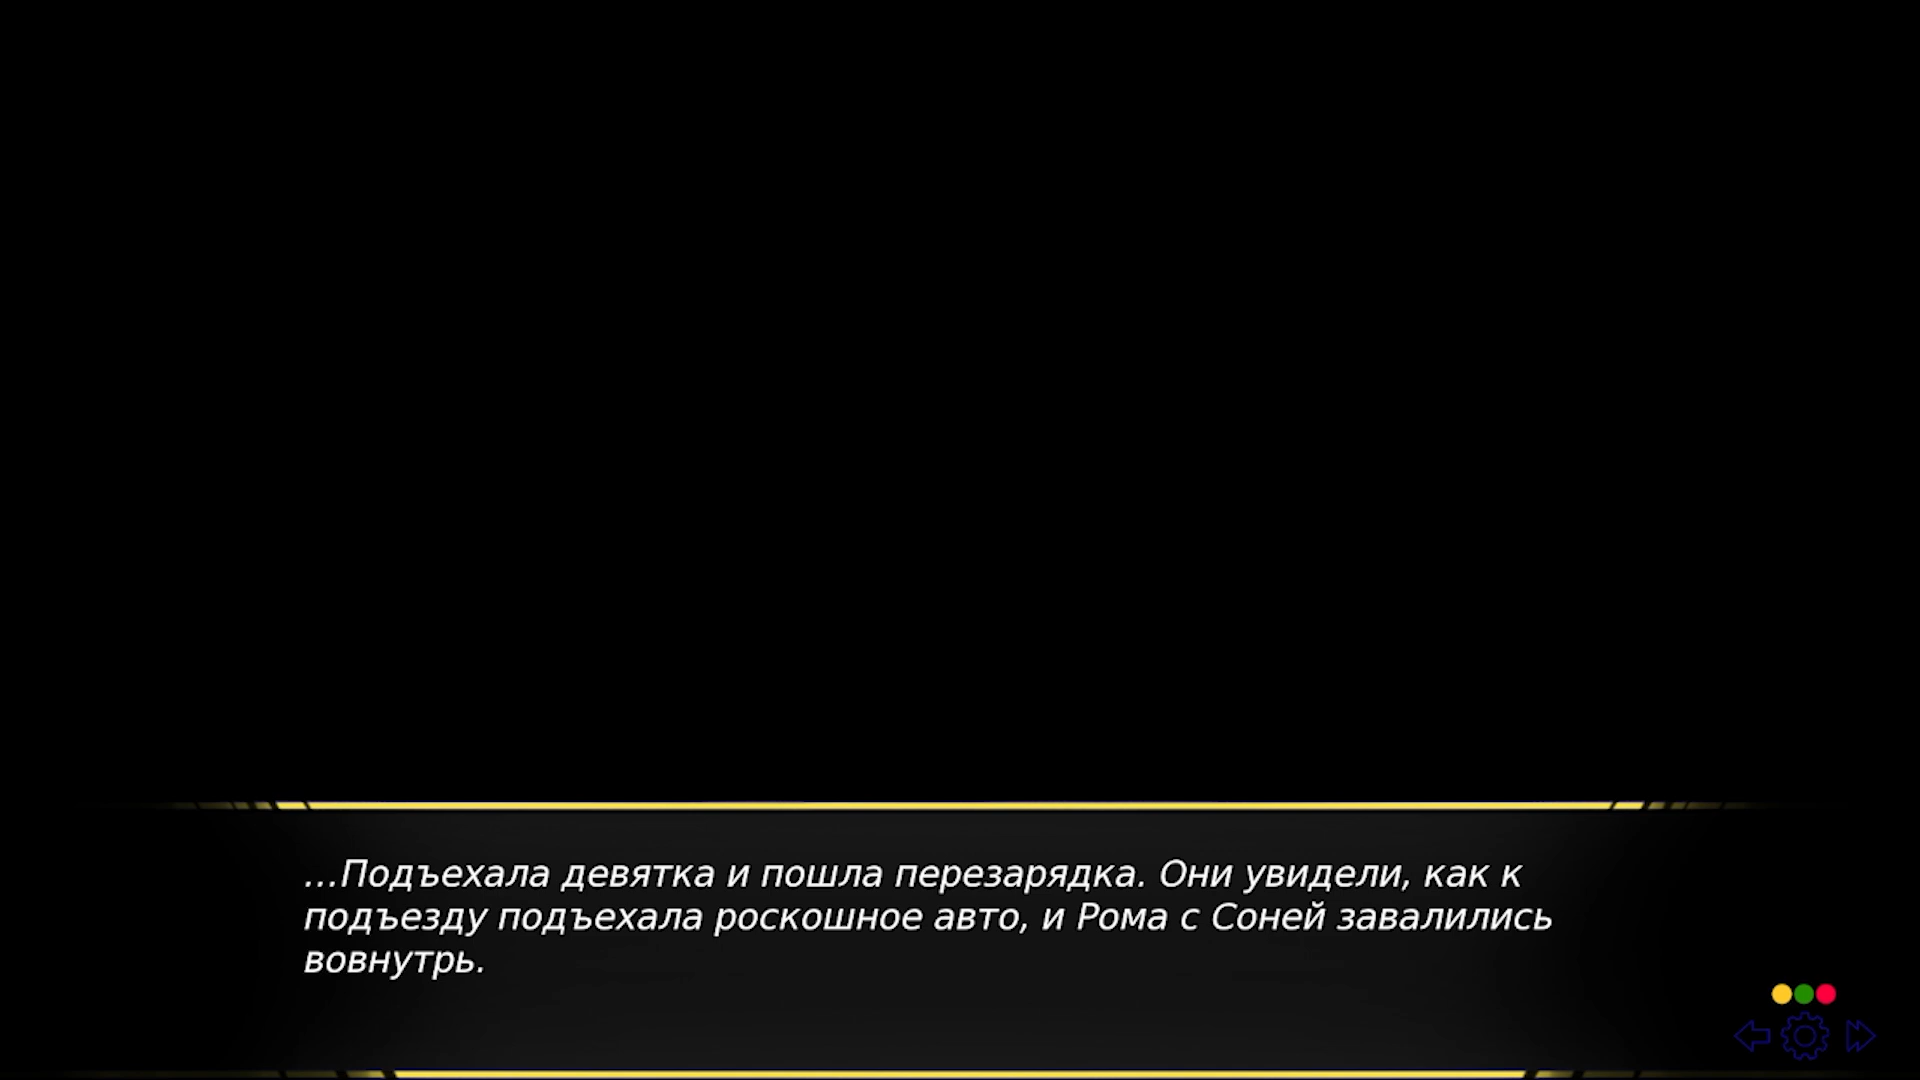 ...Подъехала девятка и пошла перезарядка. Они увидели, как к
подъезду подъехала роскошное авто, и Рома с Соней завалились
вовнутрь.